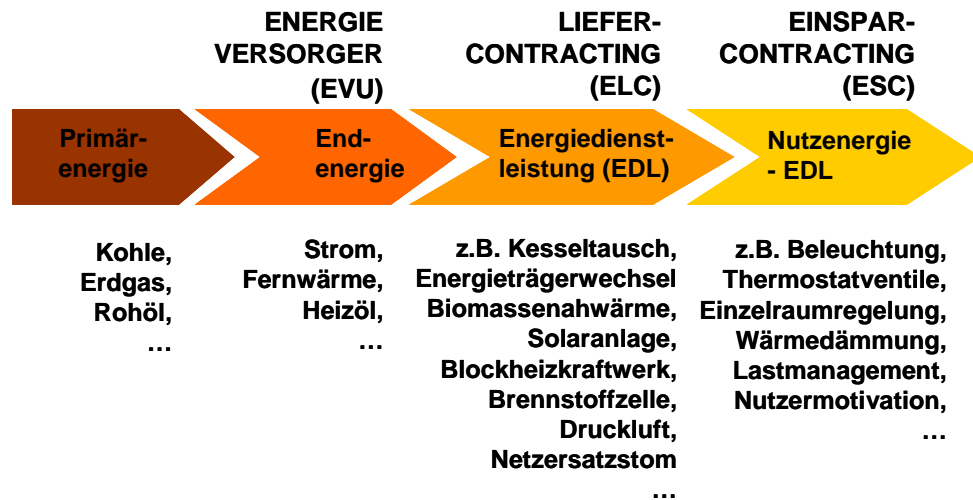 ENERGIE
VERSORGER
(EVU)
LIEFER-
CONTRACTING
(ELC)
EINSPAR-
CONTRACTING
(ESC)
Primär-
energie
End-
energie
Energiedienst-
leistung (EDL)
Nutzenergie
- EDL
Kohle,
Erdgas,
Rohöl,
…
Strom,
Fernwärme,
Heizöl,
…
z.B. Kesseltausch,
Energieträgerwechsel
Biomassenahwärme,
Solaranlage,
Blockheizkraftwerk,
Brennstoffzelle,
Druckluft,
Netzersatzstom
…
z.B. Beleuchtung,
Thermostatventile,
Einzelraumregelung,
Wärmedämmung,
Lastmanagement,
Nutzermotivation,
…